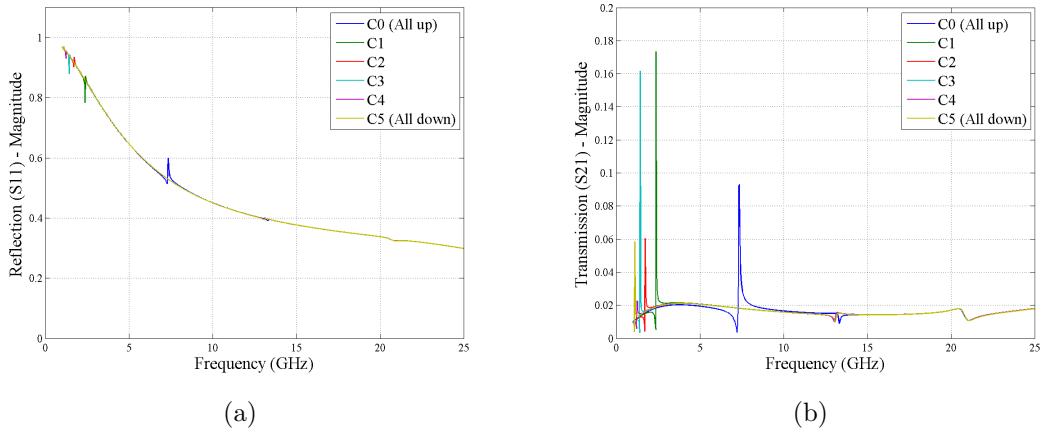 1
0.8
0.6
0.4
0.2
0
0 5 10 15 20 25
Reflection (S11) - Magnitude
Frequency (GHz)
C0 (All up)
C1
C2
C3
C4
C5 (All down)
(a)
0.2
0.18
0.16
0.14
0.12
0.1
0.08
0.06
0.04
0.02
0
0 5 10 15 20 25
Transmission (S21) - Magnitude
Frequency (GHz)
C0 (All up)
C1
C2
C3
C4
C5 (All down)
(b)